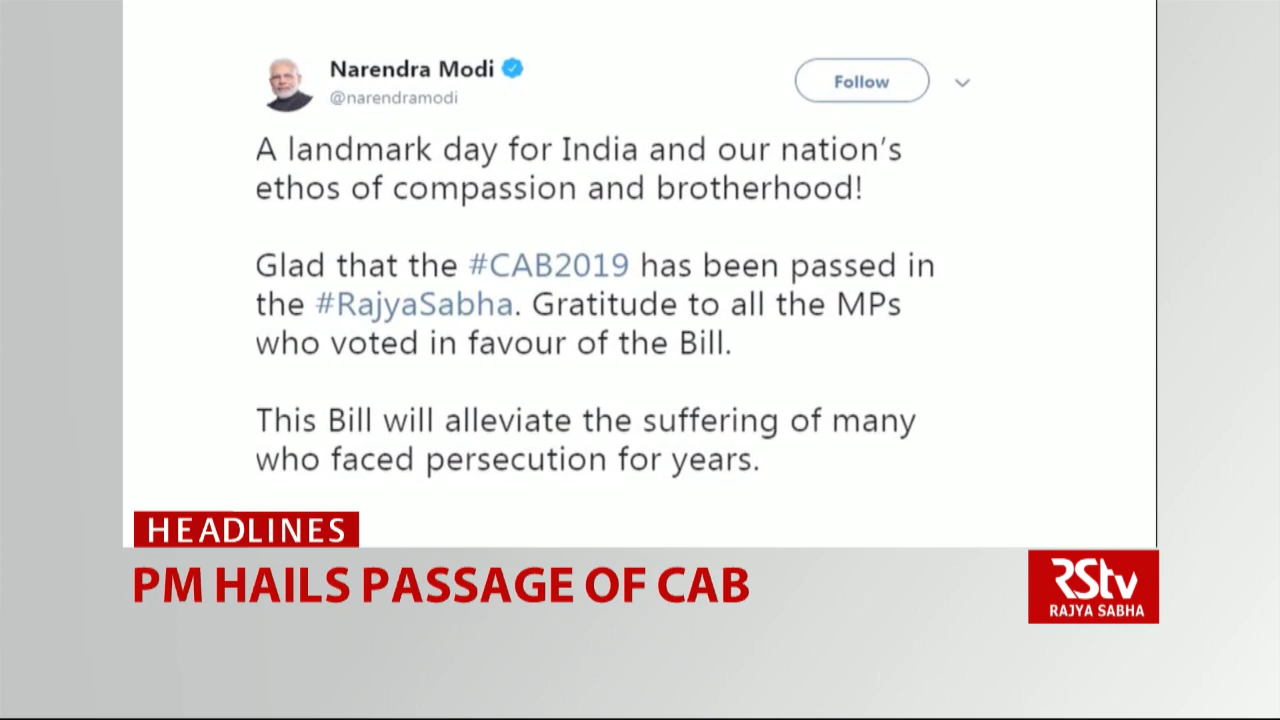 Narendra Modi
@narendramodi
Follow
A landmark day for India and our nation's
ethos of compassion and brotherhood!
Glad that the #CAB2019 has been passed in
the #RajyaSabha. Gratitude to all the MPs
who voted in favour of the Bill.
This Bill will alleviate the suffering of many
who faced persecution for years.
HEADLINES
PM HAILS PASSAGE OF CAB
RStv
RAJYA SABHA